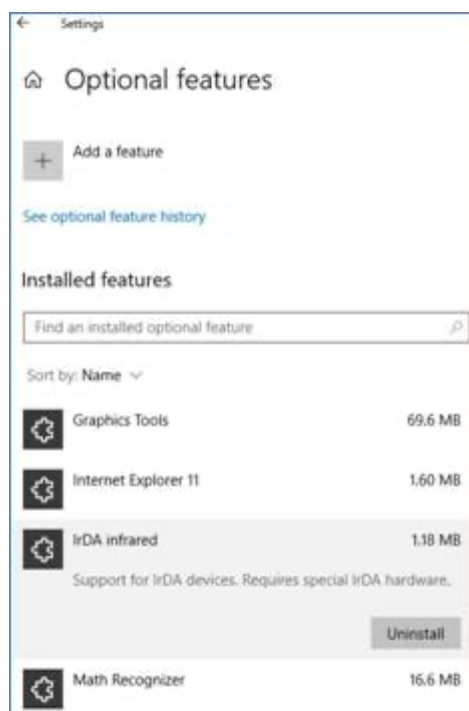 Settings
Optional features
Add a feature
See optional feature history
Installed features
Find an installed optional feature
Sort by: Name
Graphics Tools 69.6 MB
Internet Explorer 11 1.60 MB
IrDA infrared 1.18 MB
Support for IrDA devices. Requires special IrDA hardware.
Uninstall
Math Recognizer 16.6 MB